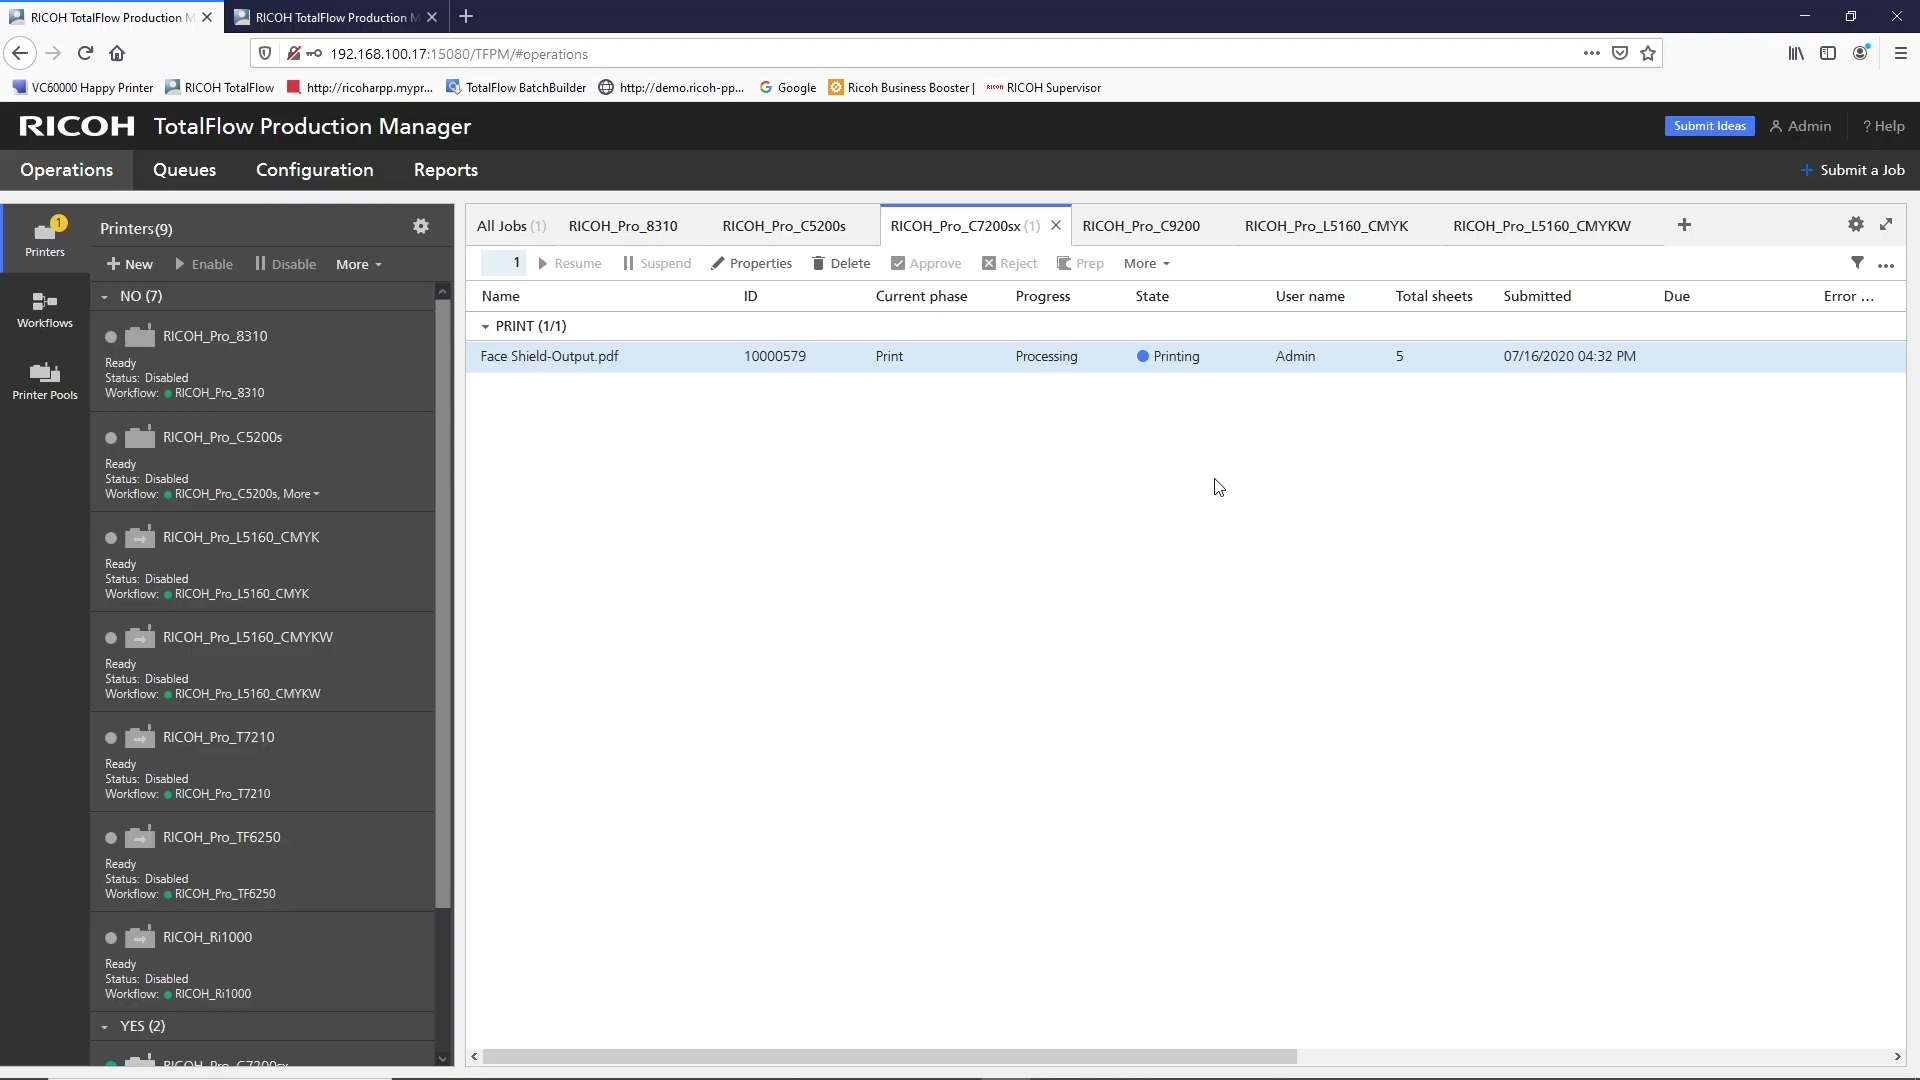 RICOH TotalFlow Production M
RICOH TotalFlow Production M
192.168.100.17:15080/TFPM/#operations
VC60000 Happy Printer
RICOH TotalFlow
http://ricoharpp.mypr...
TotalFlow BatchBuilder
http://demo.ricoh-pp...
Google
Ricoh Business Booster |
RICOH RICOH Supervisor
RICOH TotalFlow Production Manager
Submit Ideas
Admin
? Help
Operations
Queues
Configuration
Reports
+ Submit a Job
1
Printers
Workflows
Printer Pools
Printers(9)
+ New
Enable
Disable
More
NO (7)
RICOH_Pro_8310
Ready
Status: Disabled
Workflow: RICOH_Pro_8310
RICOH_Pro_C5200s
Ready
Status: Disabled
Workflow: RICOH_Pro_C5200s, More
RICOH_Pro_L5160_CMYK
Ready
Status: Disabled
Workflow: RICOH_Pro_L5160_CMYK
RICOH_Pro_L5160_CMYKW
Ready
Status: Disabled
Workflow: RICOH_Pro_L5160_CMYKW
RICOH_Pro_T7210
Ready
Status: Disabled
Workflow: RICOH_Pro_T7210
RICOH_Pro_TF6250
Ready
Status: Disabled
Workflow: RICOH_Pro_TF6250
RICOH_Ri1000
Ready
Status: Disabled
Workflow: RICOH_Ri1000
YES (2)
RICOH_Pro_C7200sx
All Jobs (1)
RICOH_Pro_8310
RICOH_Pro_C5200s
RICOH_Pro_C7200sx (1)
RICOH_Pro_C9200
RICOH_Pro_L5160_CMYK
RICOH_Pro_L5160_CMYKW
1
Resume
Suspend
Properties
Delete
Approve
Reject
Prep
More
Name
ID
Current phase
Progress
State
User name
Total sheets
Submitted
Due
Error ...
PRINT (1/1)
Face Shield-Output.pdf
10000579
Print
Processing
Printing
Admin
5
07/16/2020 04:32 PM